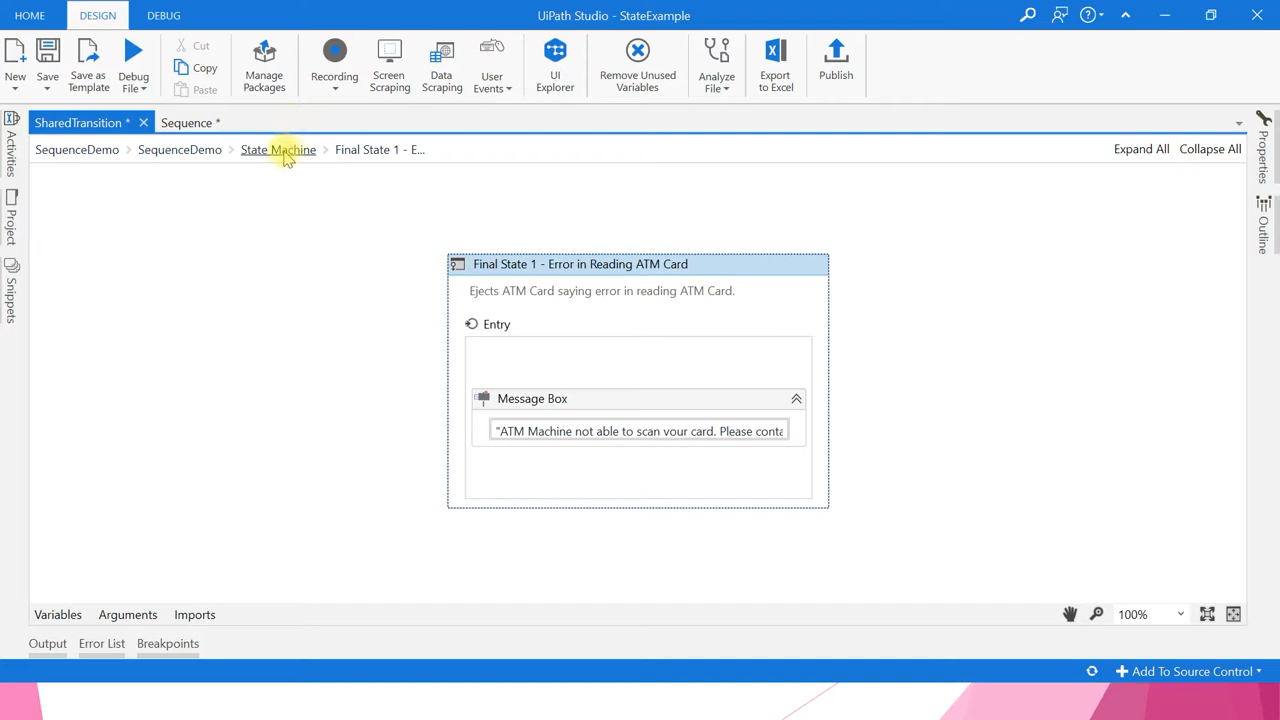 HOME DESIGN DEBUG UiPath Studio - StateExample
New Save Save as Template Debug File Cut Copy Paste Manage Packages Recording Screen Scraping Data Scraping User Events UI Explorer Remove Unused Variables Analyze File Export to Excel Publish
SharedTransition * Sequence *
SequenceDemo SequenceDemo State Machine Final State 1 - E... Expand All Collapse All
Activities
Project
Snippets
Properties
Outline
Final State 1 - Error in Reading ATM Card
Ejects ATM Card saying error in reading ATM Card.
Entry
Message Box
"ATM Machine not able to scan your card. Please conta
Variables Arguments Imports 100%
Output Error List Breakpoints
Add To Source Control